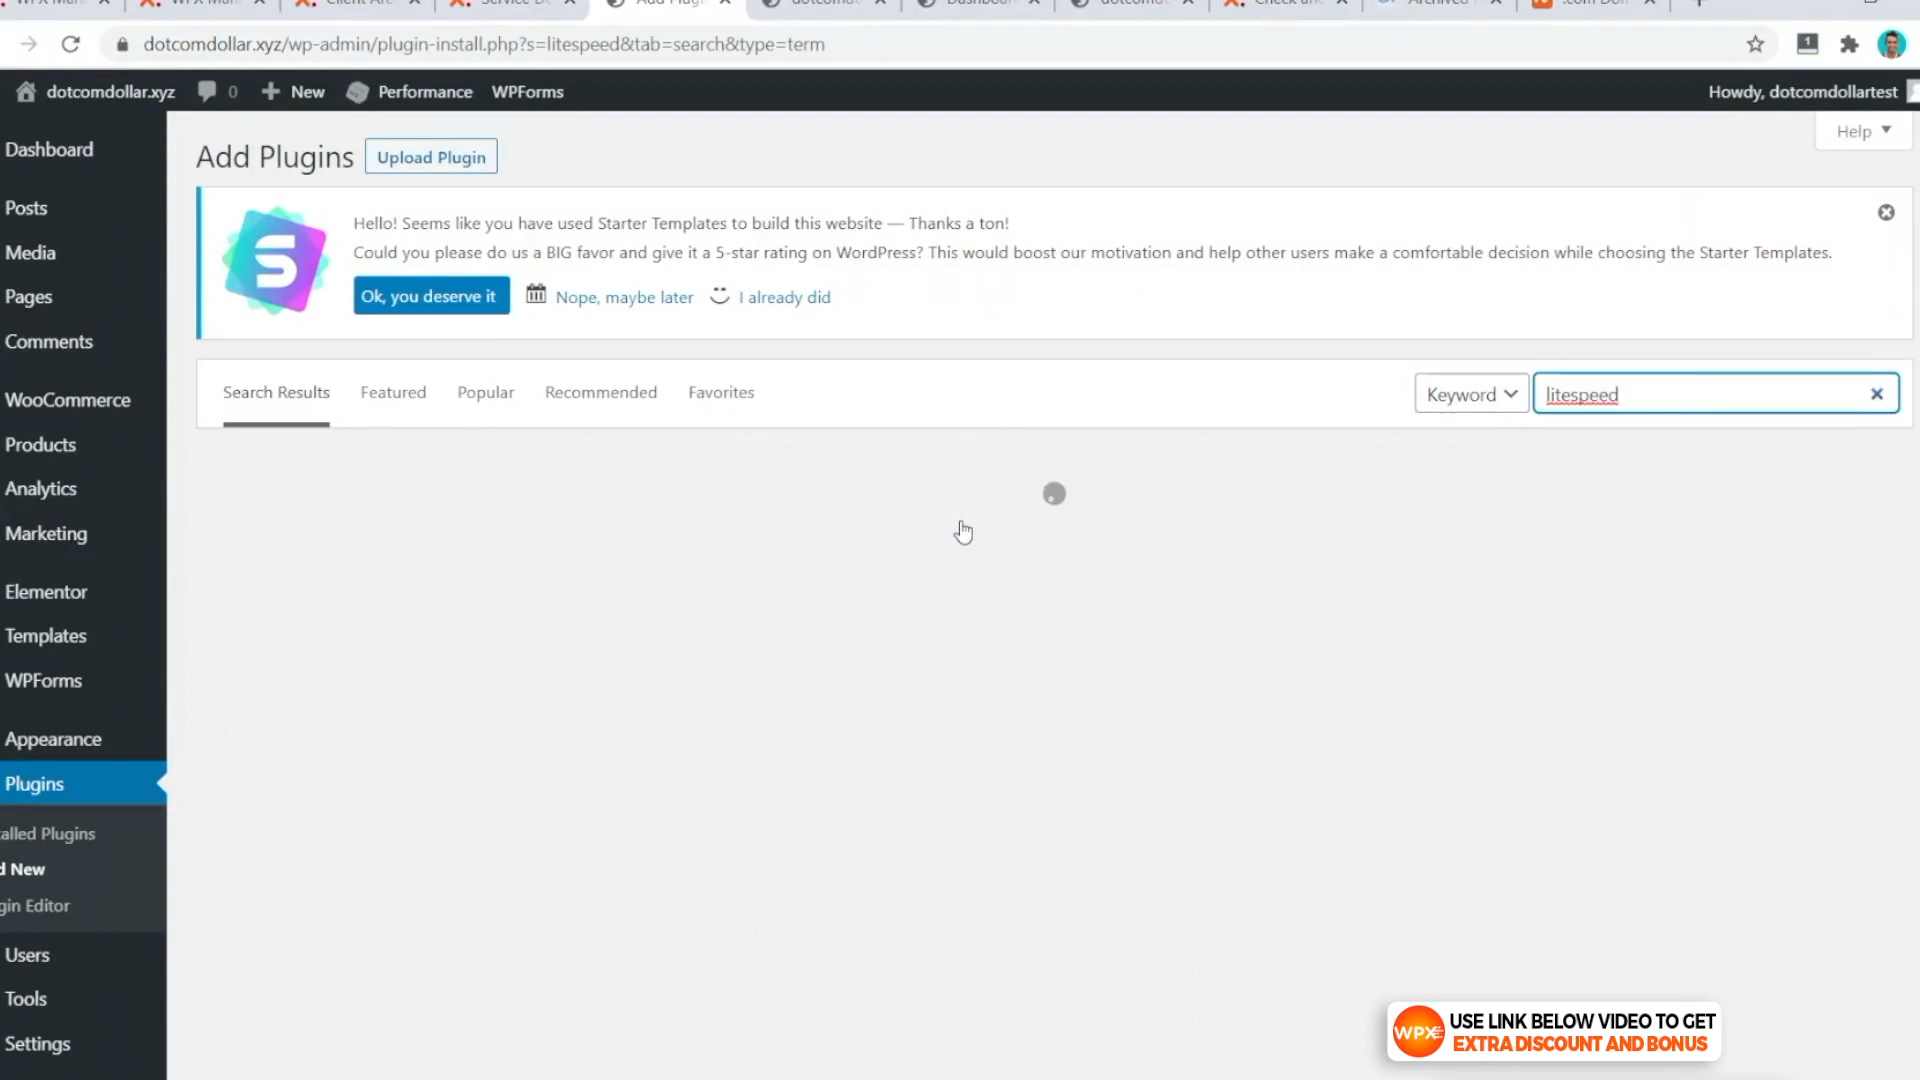 dotcomdollar.xyz/wp-admin/plugin-install.php?s=litespeed&tab=search&type=term
dotcomdollar.xyz 0 New Performance WPForms Howdy, dotcomdollartest
Help
Dashboard
Posts
Media
Pages
Comments
WooCommerce
Products
Analytics
Marketing
Elementor
Templates
WPForms
Appearance
Plugins
alled Plugins
d New
gin Editor
Users
Tools
Settings
Add Plugins Upload Plugin
Hello! Seems like you have used Starter Templates to build this website — Thanks a ton!
Could you please do us a BIG favor and give it a 5-star rating on WordPress? This would boost our motivation and help other users make a comfortable decision while choosing the Starter Templates.
Ok, you deserve it Nope, maybe later I already did
Search Results Featured Popular Recommended Favorites Keyword litespeed
WPX
USE LINK BELOW VIDEO TO GET
EXTRA DISCOUNT AND BONUS